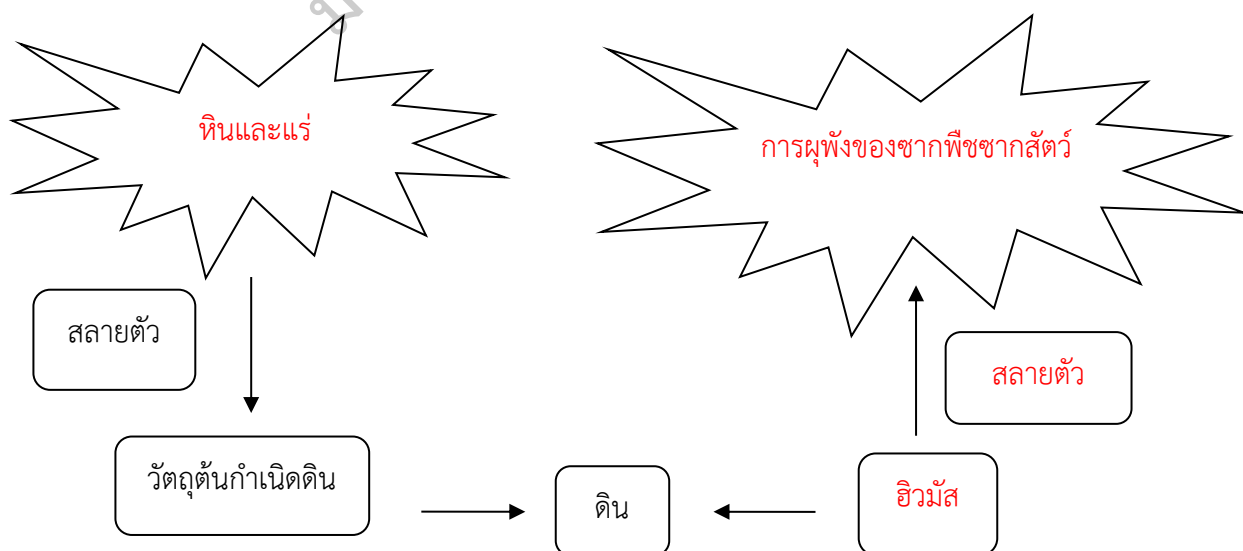 หินและแร่
การผุพังของซากพืชซากสัตว์
สลายตัว
สลายตัว
วัตถุต้นกำเนิดดิน
ดิน
ฮิวมัส